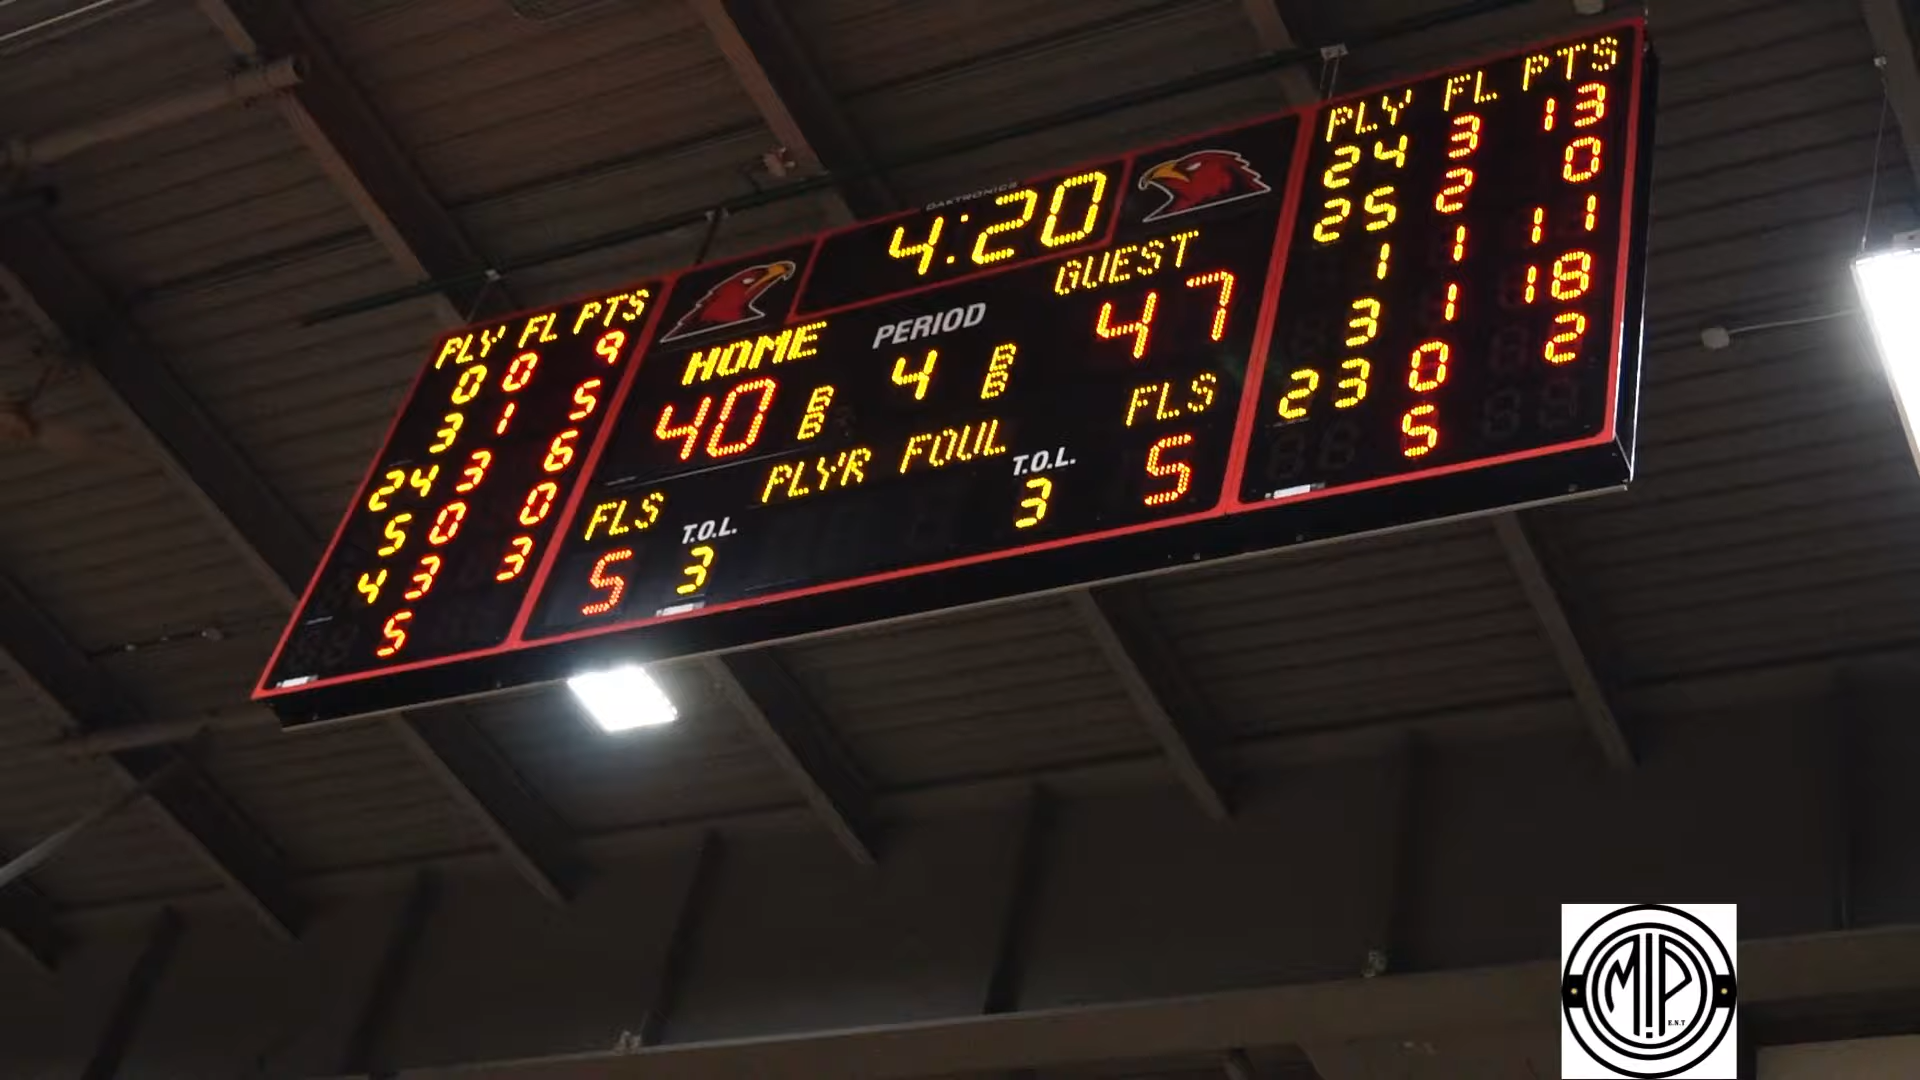 DAKTRONICS
4:20
PLY FL PTS
0 0 9
3 1 5
24 3 6
5 0 0
4 3 3
5
HOME
40
PERIOD
4
GUEST
47
B B
PLYR FOUL
FLS
5
T.O.L.
3
T.O.L.
3
FLS
5
PLY FL PTS
24 3 13
25 2 0
1 1 11
3 1 18
23 0 2
5
M!P
E.N.T